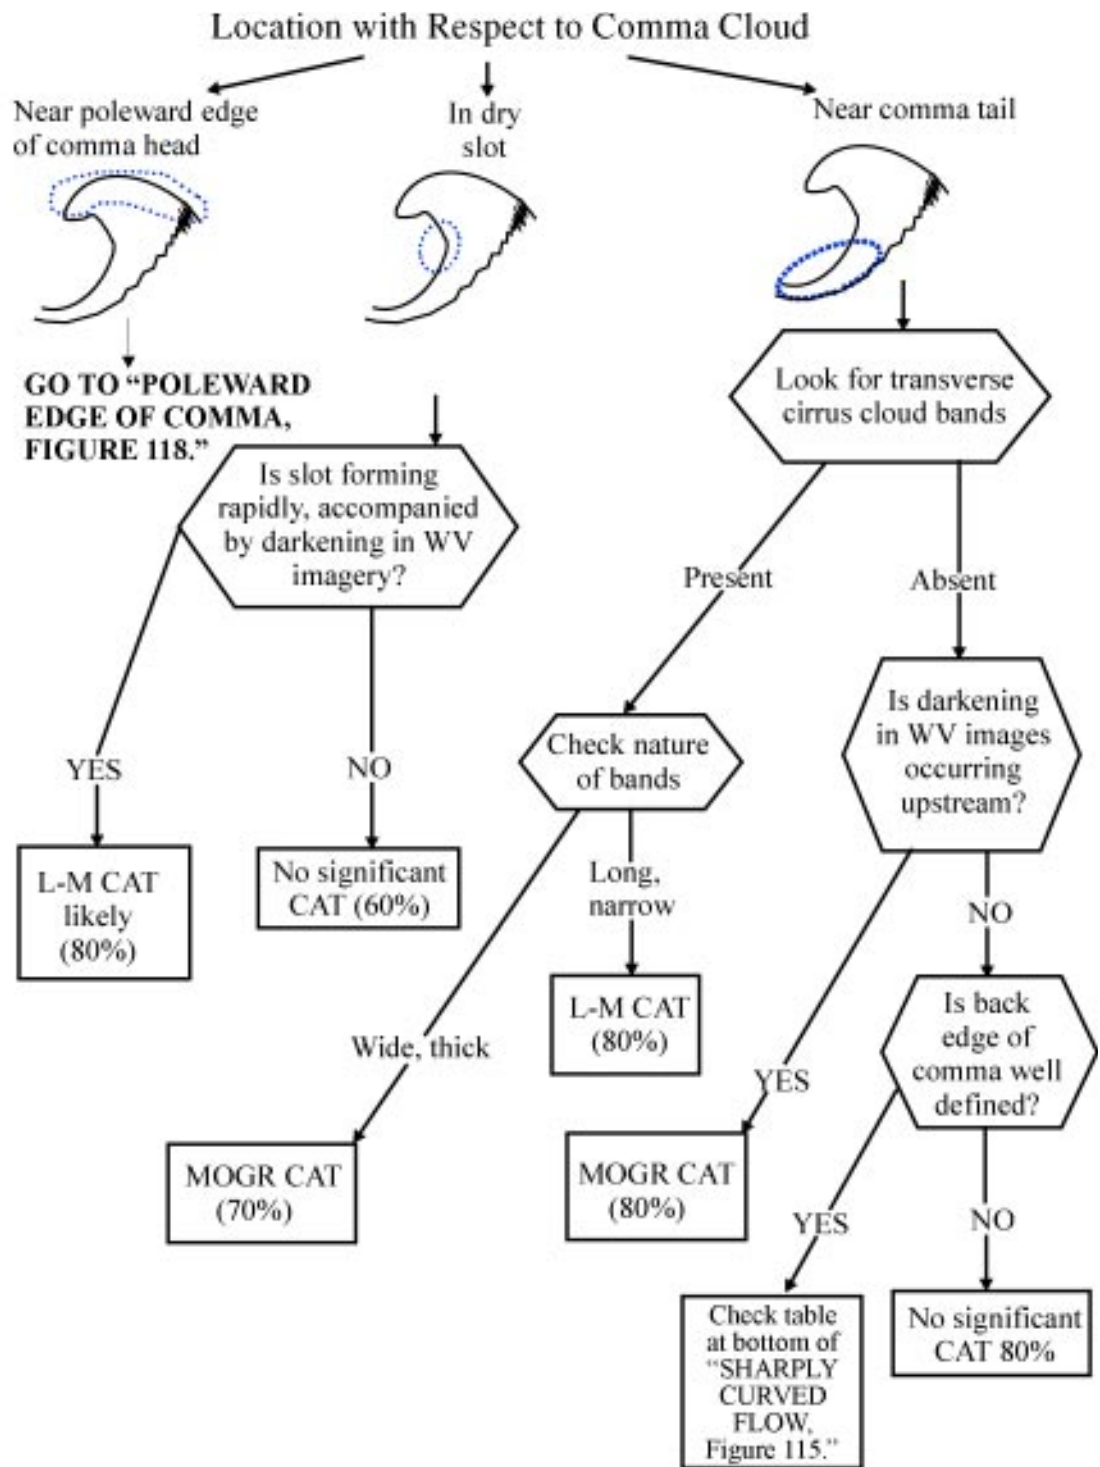 Location with Respect to Comma Cloud
Near poleward edge
of comma head
In dry
slot
Near comma tail
GO TO “POLEWARD
EDGE OF COMMA,
FIGURE 118.”
Look for transverse
cirrus cloud bands
Is slot forming
rapidly, accompanied
by darkening in WV
imagery?
Present
Absent
Is darkening
in WV images
occurring
upstream?
Check nature
of bands
YES
NO
L-M CAT
likely
(80%)
No significant
CAT (60%)
Long,
narrow
NO
L-M CAT
(80%)
Is back
edge of
comma well
defined?
Wide, thick
YES
MOGR CAT
(70%)
MOGR CAT
(80%)
YES
NO
Check table
at bottom of
“SHARPLY
CURVED
FLOW,
Figure 115.”
No significant
CAT 80%